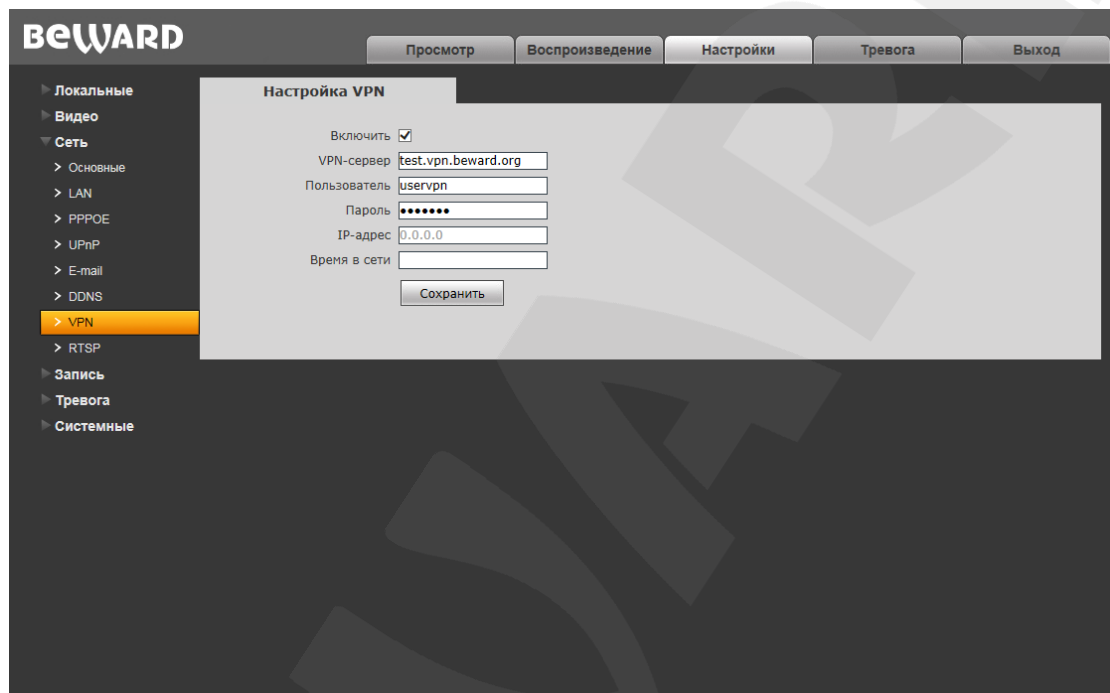 BEWARD
Просмотр
Воспроизведение
Настройки
Тревога
Выход
Локальные
Видео
Сеть
Основные
LAN
PPPOE
UPnP
E-mail
DDNS
VPN
RTSP
Запись
Тревога
Системные
Настройка VPN
Включить
VPN-сервер test.vpn.beward.org
Пользователь uservpn
Пароль •••••••
IP-адрес 0.0.0.0
Время в сети
Сохранить